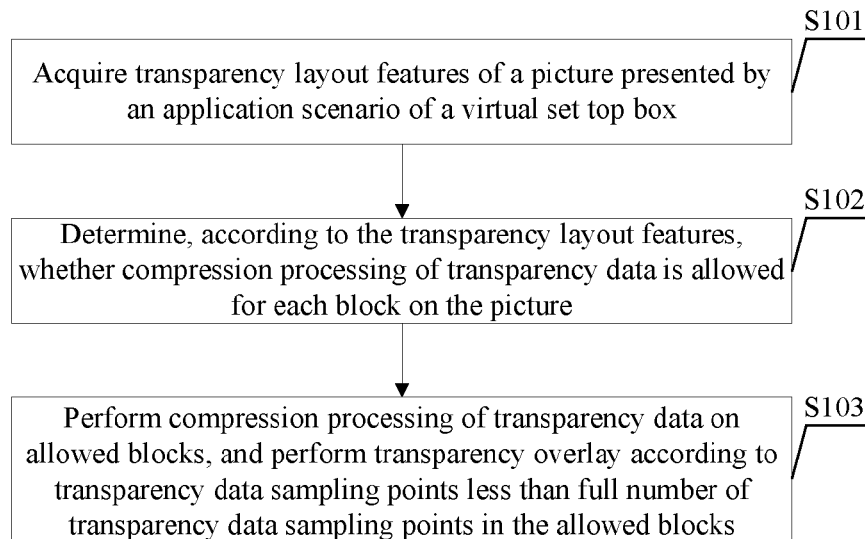 S101
Acquire transparency layout features of a picture presented by
an application scenario of a virtual set top box
S102
Determine, according to the transparency layout features,
whether compression processing of transparency data is allowed
for each block on the picture
S103
Perform compression processing of transparency data on
allowed blocks, and perform transparency overlay according to
transparency data sampling points less than full number of
transparency data sampling points in the allowed blocks